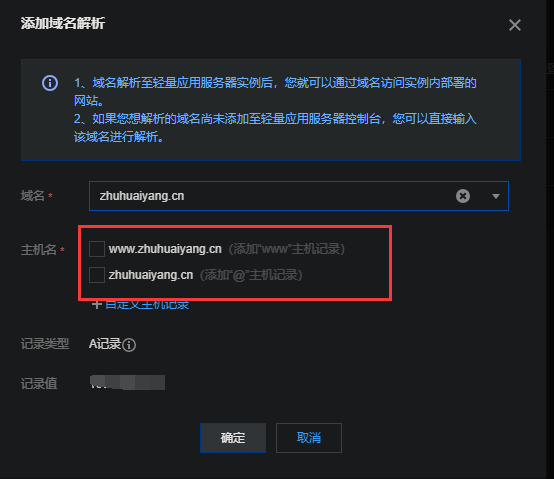 添加域名解析
1、域名解析至轻量应用服务器实例后，您就可以通过域名访问实例内部署的
网站。
2、如果您想解析的域名尚未添加至轻量应用服务器控制台，您可以直接输入
该域名进行解析。
域名 * zhuhuaiyang.cn
主机名 * www.zhuhuaiyang.cn (添加"www"主机记录)
zhuhuaiyang.cn (添加"@"主机记录)
+ 自定义主机记录
记录类型 A记录
记录值
确定 取消